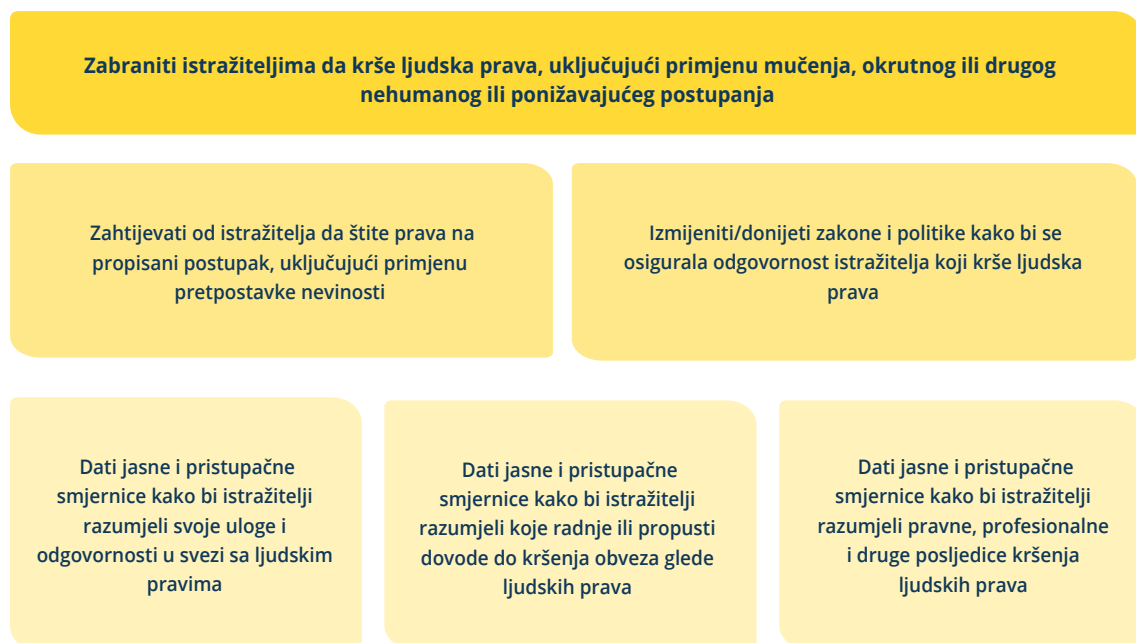 Zabraniti istražiteljima da krše ljudska prava, uključujući primjenu mučenja, okrutnog ili drugog
nehumanog ili ponižavajućeg postupanja
Zahtijevati od istražitelja da štite prava na
propisani postupak, uključujući primjenu
pretpostavke nevinosti
Izmijeniti/donijeti zakone i politike kako bi se
osigurala odgovornost istražitelja koji krše ljudska
prava
Dati jasne i pristupačne
smjernice kako bi istražitelji
razumjeli svoje uloge i
odgovornosti u svezi sa ljudskim
pravima
Dati jasne i pristupačne
smjernice kako bi istražitelji
razumjeli koje radnje ili propusti
dovode do kršenja obveza glede
ljudskih prava
Dati jasne i pristupačne
smjernice kako bi istražitelji
razumjeli pravne, profesionalne
i druge posljedice kršenja
ljudskih prava